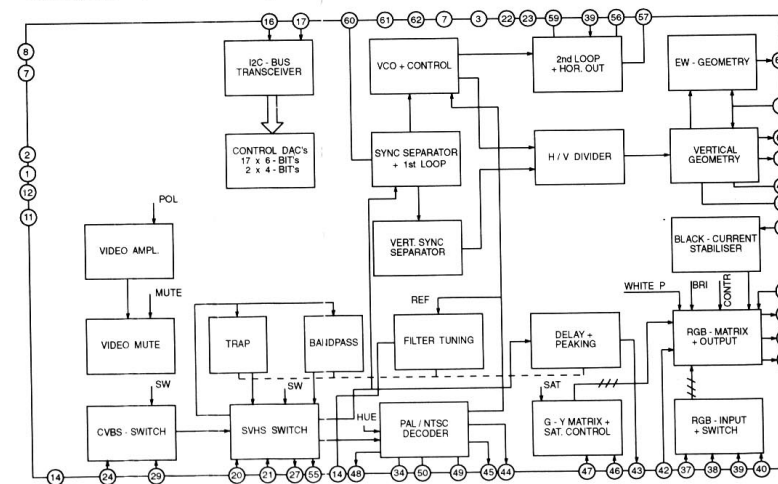 16 17 60 61 62 7 3 22 23 59 39 56 57
8
7
I2C - BUS
TRANSCEIVER
VCO + CONTROL
2nd LOOP
+ HOR. OUT
EW - GEOMETRY
CONTROL DAC's
17 x 6 - BIT's
2 x 4 - BIT's
SYNC SEPARATOR
+ 1st LOOP
H / V DIVIDER
VERTICAL
GEOMETRY
2
1
12
11
POL
VIDEO AMPL.
VERT. SYNC
SEPARATOR
BLACK - CURRENT
STABILISER
WHITE P
BRI
CONTR
MUTE
REF
VIDEO MUTE
TRAP
BANDPASS
FILTER TUNING
DELAY +
PEAKING
RGB - MATRIX
+ OUTPUT
SW
SW
HUE
SAT
CVBS - SWITCH
SVHS SWITCH
PAL / NTSC
DECODER
G - Y MATRIX +
SAT. CONTROL
RGB - INPUT
+ SWITCH
14 24 29 20 21 27 55 14 48 34 50 49 45 44 47 46 43 42 37 38 39 40